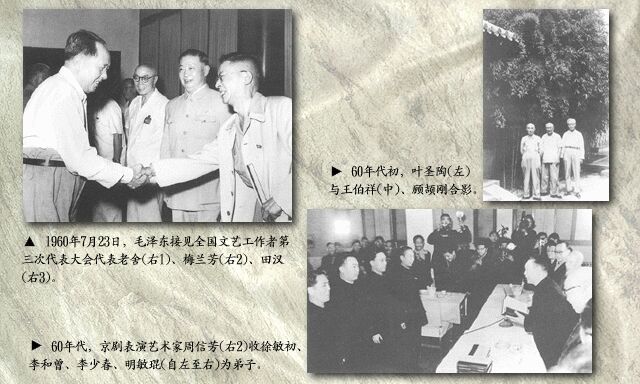 ▶ 60年代初，叶圣陶(左)
与王伯祥(中)、顾颉刚合影。
▲ 1960年7月23日，毛泽东接见全国文艺工作者第
三次代表大会代表老舍(右1)、梅兰芳(右2)、田汉
(右3)。
▶ 60年代，京剧表演艺术家周信芳(右2)收徐敏初、
李和曾、李少春、明敏琨(自左至右)为弟子。